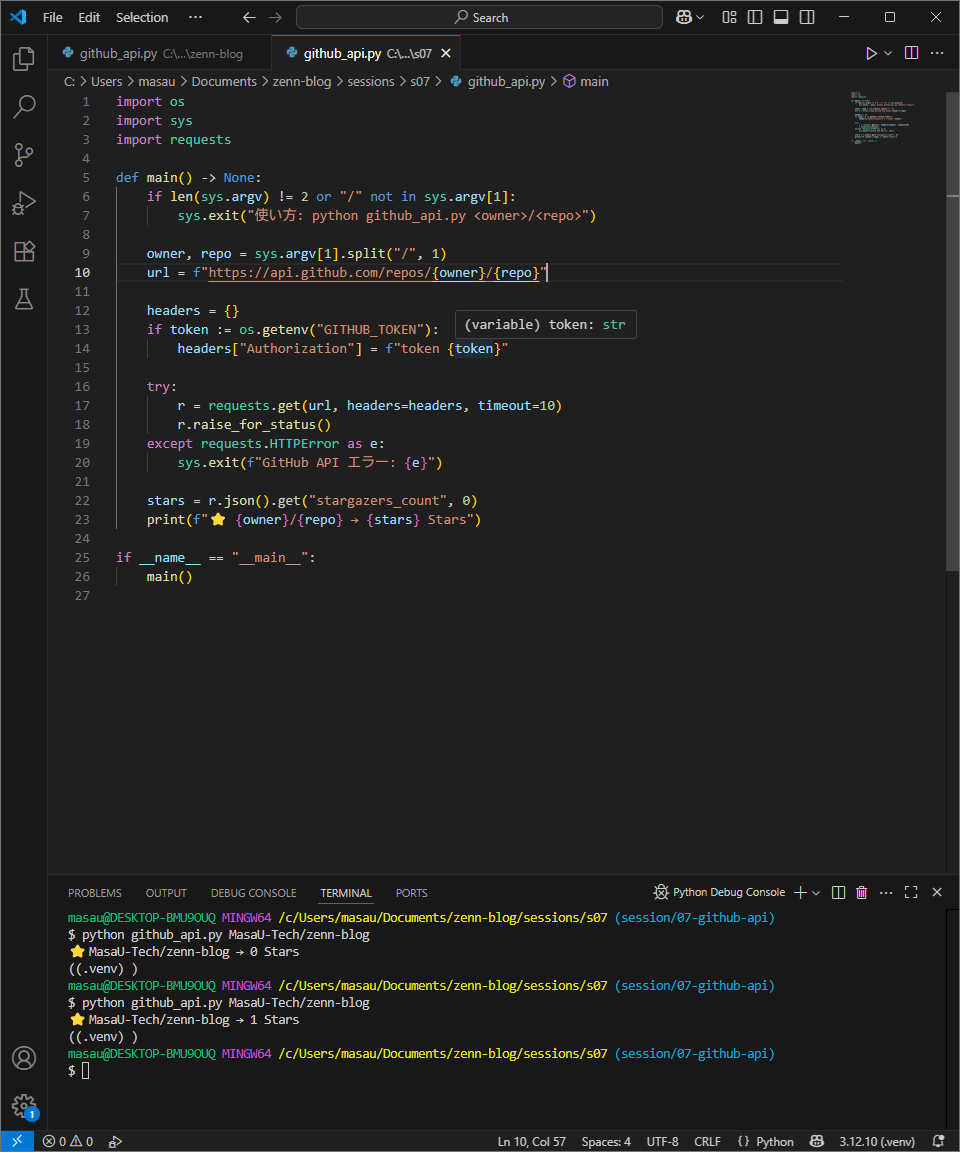 File Edit Selection ··· Search
github_api.py C:\...\zenn-blog github_api.py C:\...\s07
C: > Users > masau > Documents > zenn-blog > sessions > s07 > github_api.py > main
1 import os
2 import sys
3 import requests
4
5 def main() -> None:
6 if len(sys.argv) != 2 or "/" not in sys.argv[1]:
7 sys.exit("使い方: python github_api.py <owner>/<repo>")
8
9 owner, repo = sys.argv[1].split("/", 1)
10 url = f"https://api.github.com/repos/{owner}/{repo}"
11
12 headers = {}
13 if token := os.getenv("GITHUB_TOKEN"): (variable) token: str
14 headers["Authorization"] = f"token {token}"
15
16 try:
17 r = requests.get(url, headers=headers, timeout=10)
18 r.raise_for_status()
19 except requests.HTTPError as e:
20 sys.exit(f"GitHub API エラー: {e}")
21
22 stars = r.json().get("stargazers_count", 0)
23 print(f"⭐ {owner}/{repo} → {stars} Stars")
24
25 if __name__ == "__main__":
26 main()
27
PROBLEMS OUTPUT DEBUG CONSOLE TERMINAL PORTS Python Debug Console
masau@DESKTOP-BMU9OUQ MINGW64 /c/Users/masau/Documents/zenn-blog/sessions/s07 (session/07-github-api)
$ python github_api.py MasaU-Tech/zenn-blog
⭐ MasaU-Tech/zenn-blog → 0 Stars
((.venv) )
masau@DESKTOP-BMU9OUQ MINGW64 /c/Users/masau/Documents/zenn-blog/sessions/s07 (session/07-github-api)
$ python github_api.py MasaU-Tech/zenn-blog
⭐ MasaU-Tech/zenn-blog → 1 Stars
((.venv) )
masau@DESKTOP-BMU9OUQ MINGW64 /c/Users/masau/Documents/zenn-blog/sessions/s07 (session/07-github-api)
$
1
0 0 Ln 10, Col 57 Spaces: 4 UTF-8 CRLF {} Python 3.12.10 (.venv)